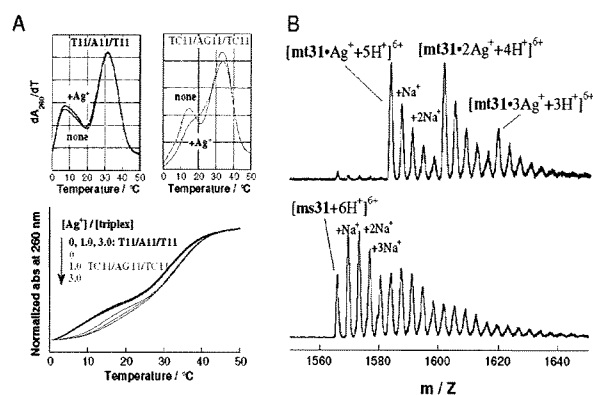 A
T11/A11/T11
+Ag⁺
none
dA₂₆₀/dT
0 10 20 30 40 50
Temperature / °C
TC11/AG11/TC11
none
+Ag⁺
0 10 20 30 40 50
Temperature / °C
[Ag⁺] / [triplex]
0, 1.0, 3.0: T11/A11/T11
0
1.0 TC11/AG11/TC11
3.0
Normalized abs at 260 nm
0 10 20 30 40 50
Temperature / °C
B
[mt31•Ag⁺+5H⁺]⁶⁺
[mt31•2Ag⁺+4H⁺]⁶⁺
+Na⁺
+2Na⁺
[mt31•3Ag⁺+3H⁺]⁶⁺
[ms31+6H⁺]⁶⁺
+Na⁺
+2Na⁺
+3Na⁺
1560 1580 1600 1620 1640
m / Z